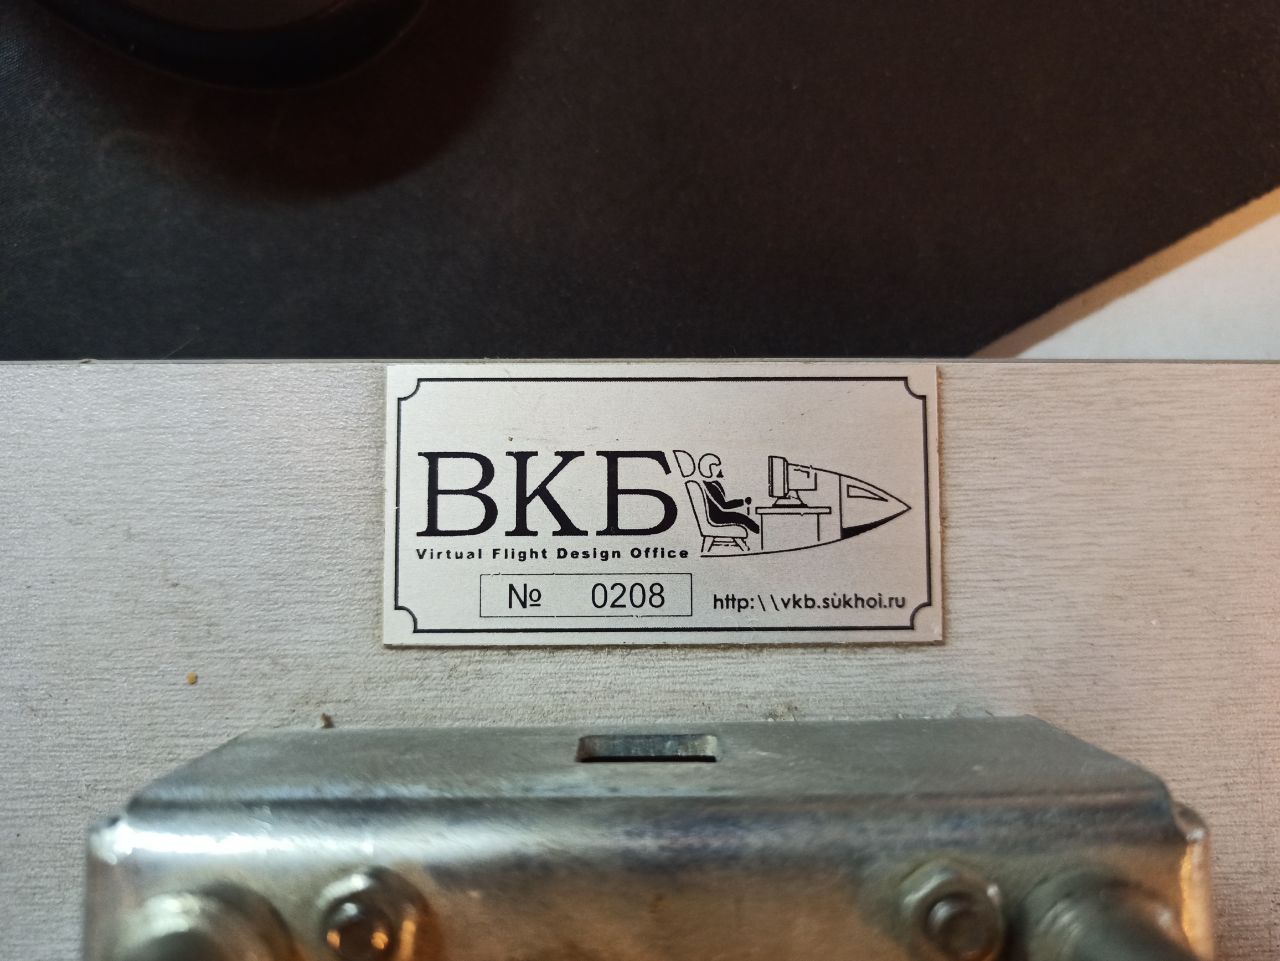 ВКБ
Virtual Flight Design Office
№ 0208
http:\\vkb.sukhoi.ru